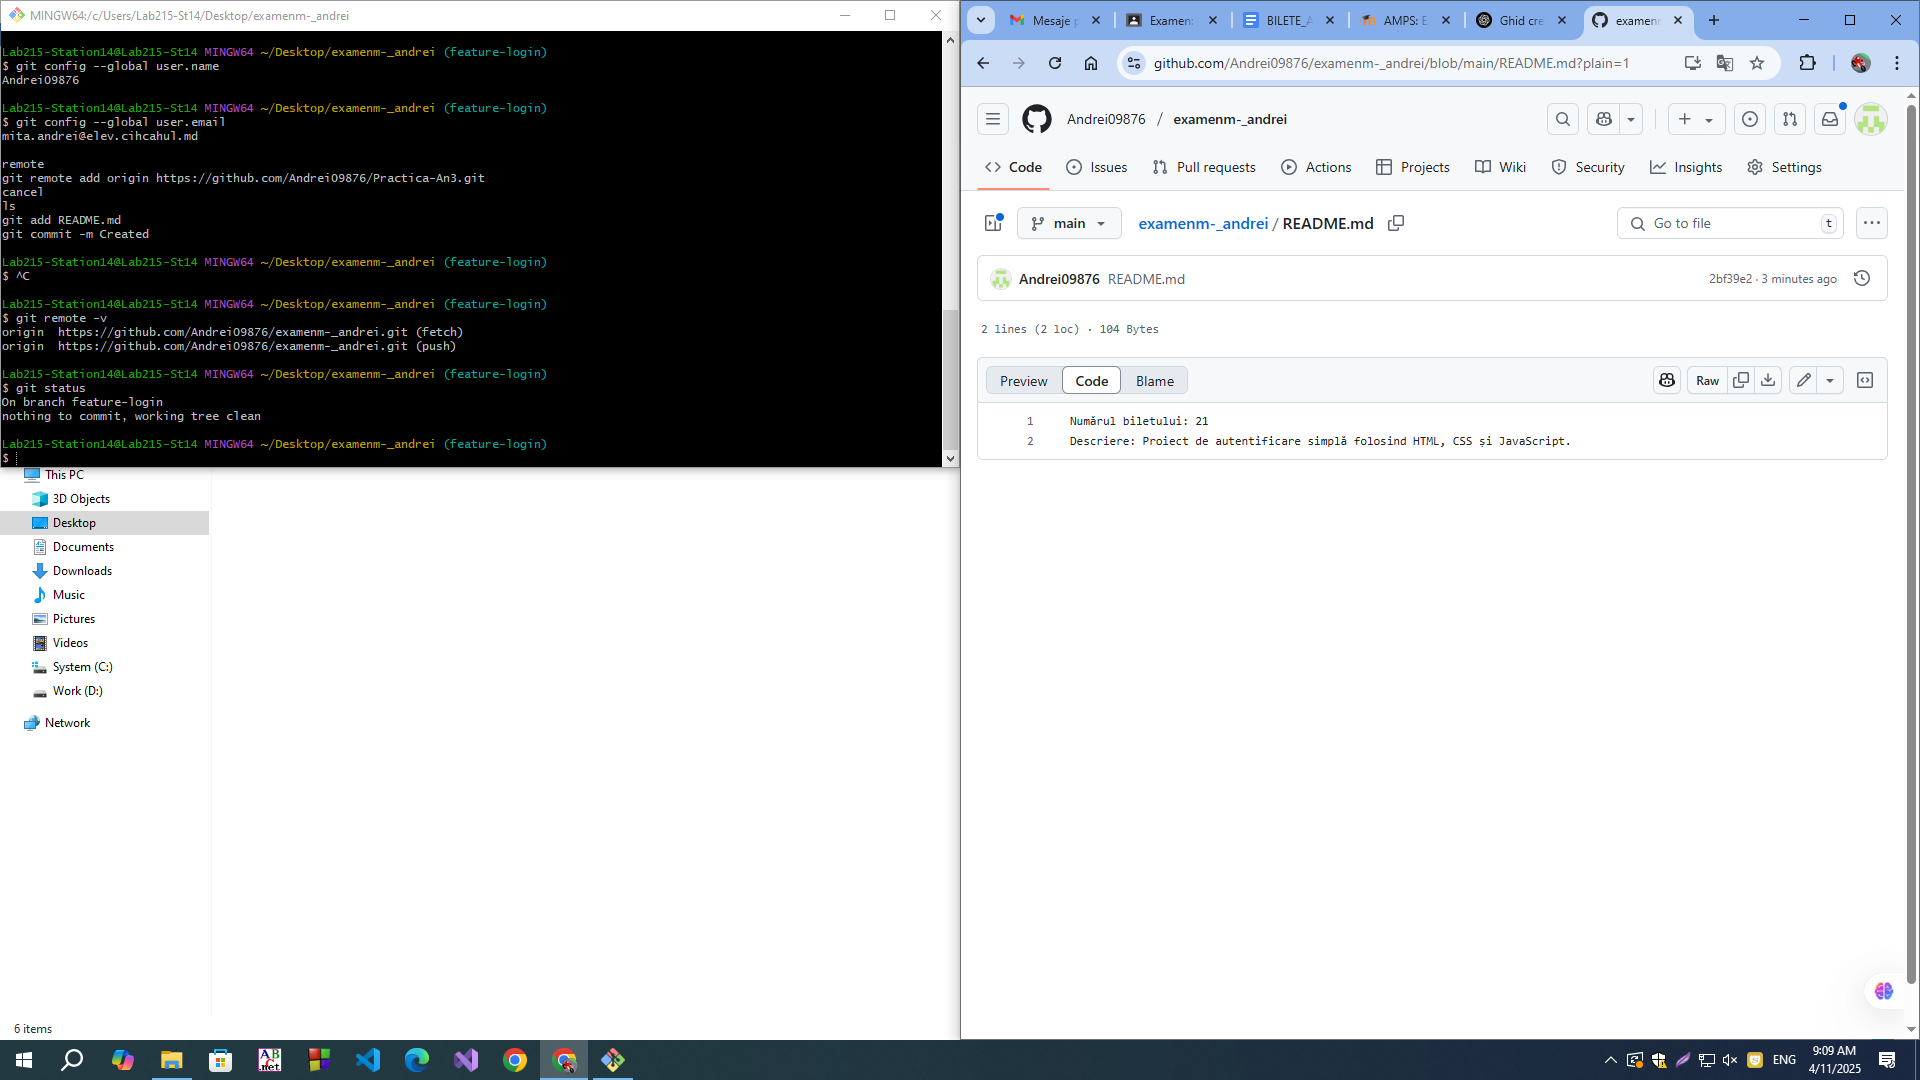 MINGW64:/c/Users/Lab215-St14/Desktop/examenm-_andrei
Lab215-Station14@Lab215-St14 MINGW64 ~/Desktop/examenm-_andrei (feature-login)
$ git config --global user.name
Andrei09876
Lab215-Station14@Lab215-St14 MINGW64 ~/Desktop/examenm-_andrei (feature-login)
$ git config --global user.email
mita.andrei@elev.cihcahul.md
remote
git remote add origin https://github.com/Andrei09876/Practica-An3.git
cancel
ls
git add README.md
git commit -m Created
Lab215-Station14@Lab215-St14 MINGW64 ~/Desktop/examenm-_andrei (feature-login)
$ ^C
Lab215-Station14@Lab215-St14 MINGW64 ~/Desktop/examenm-_andrei (feature-login)
$ git remote -v
origin  https://github.com/Andrei09876/examenm-_andrei.git (fetch)
origin  https://github.com/Andrei09876/examenm-_andrei.git (push)
Lab215-Station14@Lab215-St14 MINGW64 ~/Desktop/examenm-_andrei (feature-login)
$ git status
On branch feature-login
nothing to commit, working tree clean
Lab215-Station14@Lab215-St14 MINGW64 ~/Desktop/examenm-_andrei (feature-login)
$
This PC
3D Objects
Desktop
Documents
Downloads
Music
Pictures
Videos
System (C:)
Work (D:)
Network
6 items
Mesaje
Examen:
BILETE_A
AMPS: E
Ghid cre
examenm
github.com/Andrei09876/examenm-_andrei/blob/main/README.md?plain=1
Andrei09876 / examenm-_andrei
Code Issues Pull requests Actions Projects Wiki Security Insights Settings
main examenm-_andrei / README.md Go to file t
Andrei09876 README.md 2bf39e2 · 3 minutes ago
2 lines (2 loc) · 104 Bytes
Preview Code Blame Raw
1 Numărul biletului: 21
2 Descriere: Proiect de autentificare simplă folosind HTML, CSS și JavaScript.
ABC
.net
ENG
9:09 AM
4/11/2025